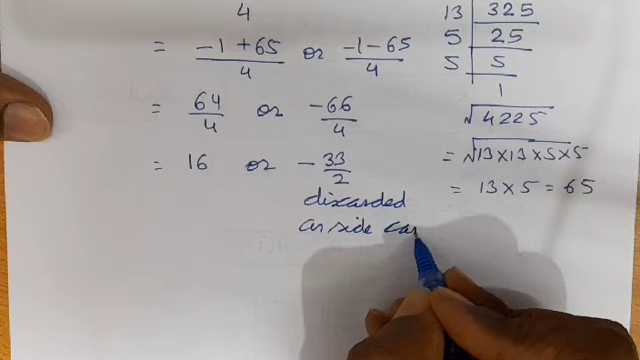 4
= -1+65/4 or -1-65/4
= 64/4 or -66/4
= 16 or -33/2
discarded
as side ca
13 | 325
5 | 25
5 | 5
1
√4225
= √13×13×5×5
= 13×5=65